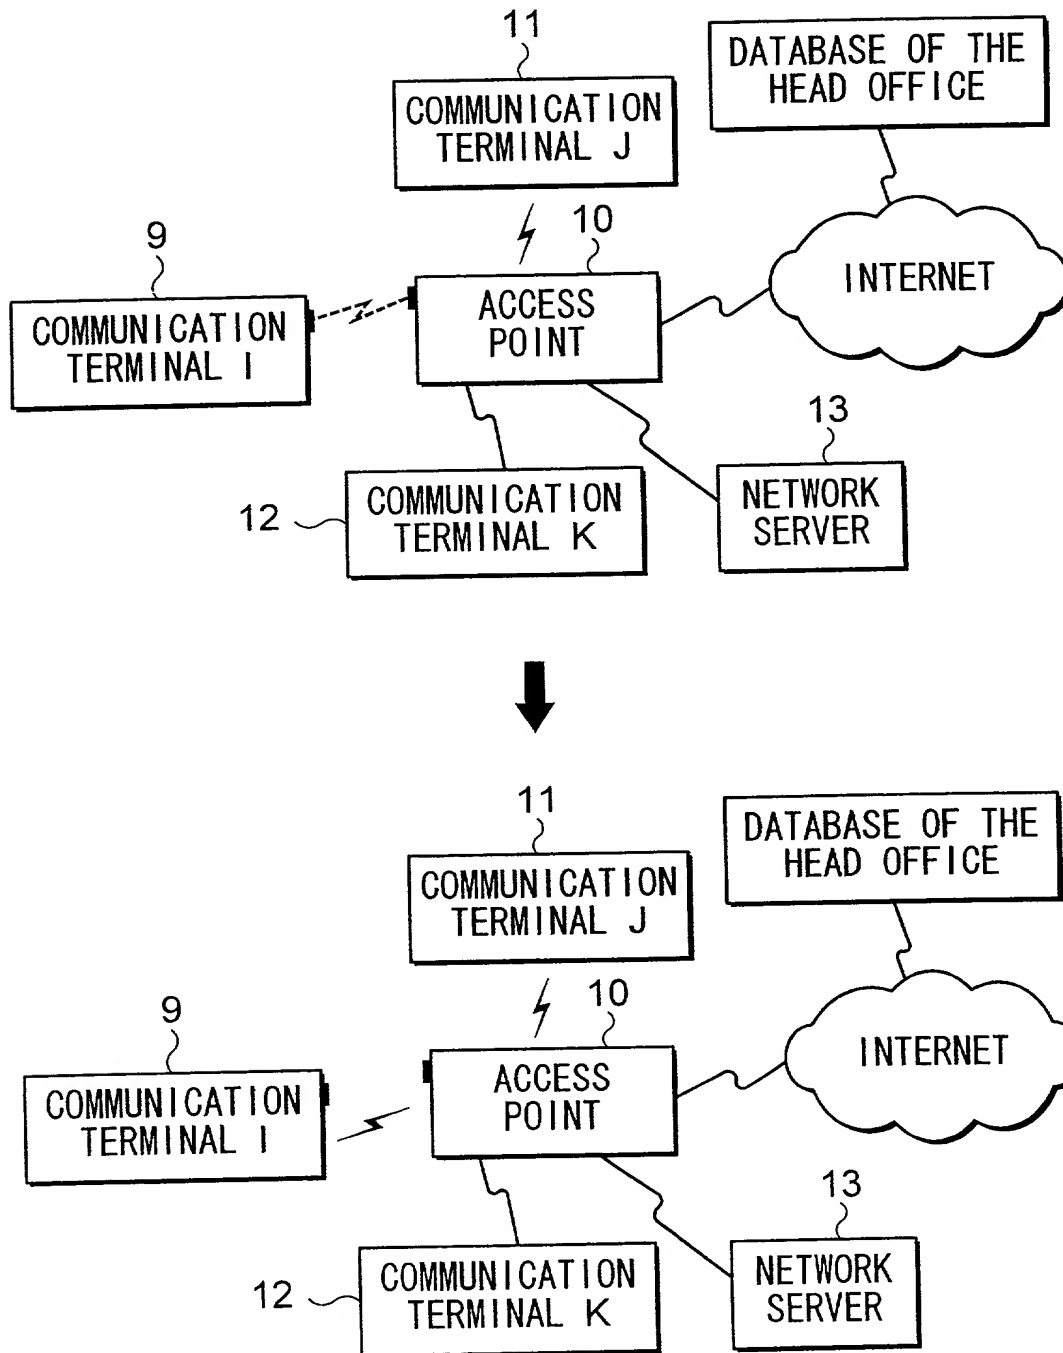 11
DATABASE OF THE
HEAD OFFICE
COMMUNICATION
TERMINAL J
10
9
INTERNET
ACCESS
POINT
COMMUNICATION
TERMINAL I
13
12
COMMUNICATION
TERMINAL K
NETWORK
SERVER
11
DATABASE OF THE
HEAD OFFICE
COMMUNICATION
TERMINAL J
10
9
INTERNET
ACCESS
POINT
COMMUNICATION
TERMINAL I
13
12
COMMUNICATION
TERMINAL K
NETWORK
SERVER